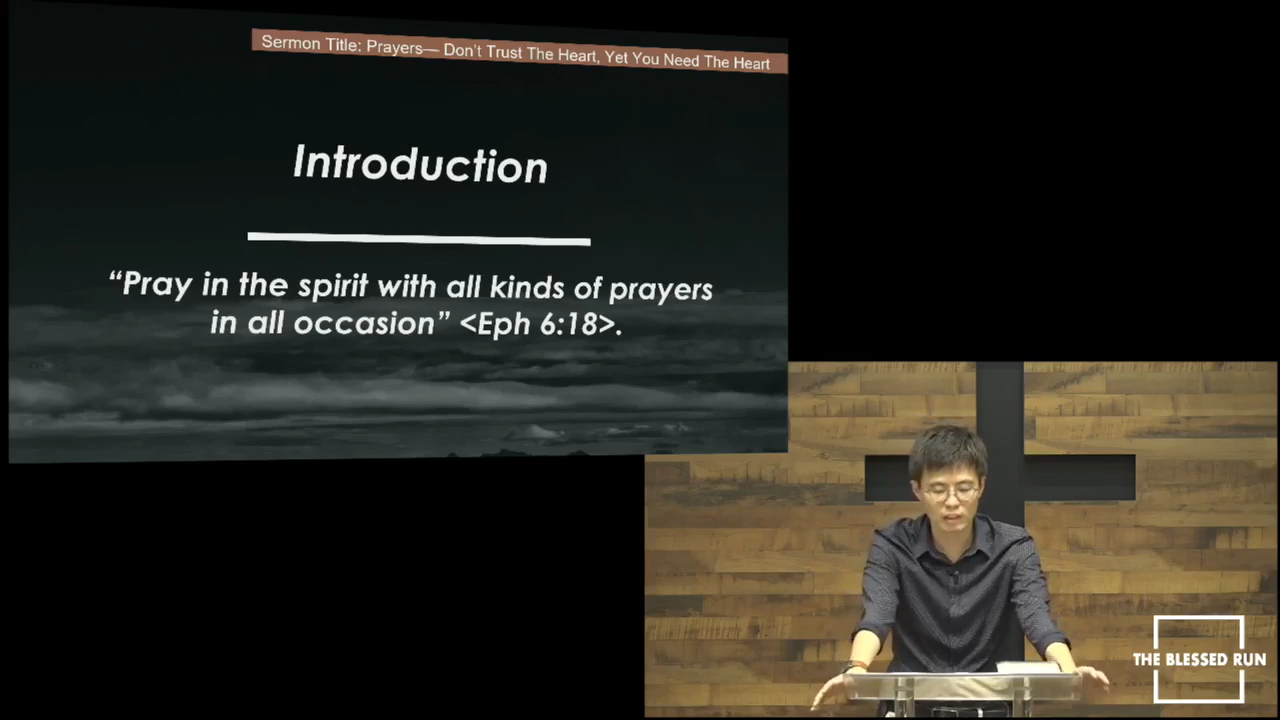 Sermon Title: Prayers— Don't Trust The Heart, Yet You Need The Heart
Introduction
“Pray in the spirit with all kinds of prayers
in all occasion” <Eph 6:18>.
THE BLESSED RUN